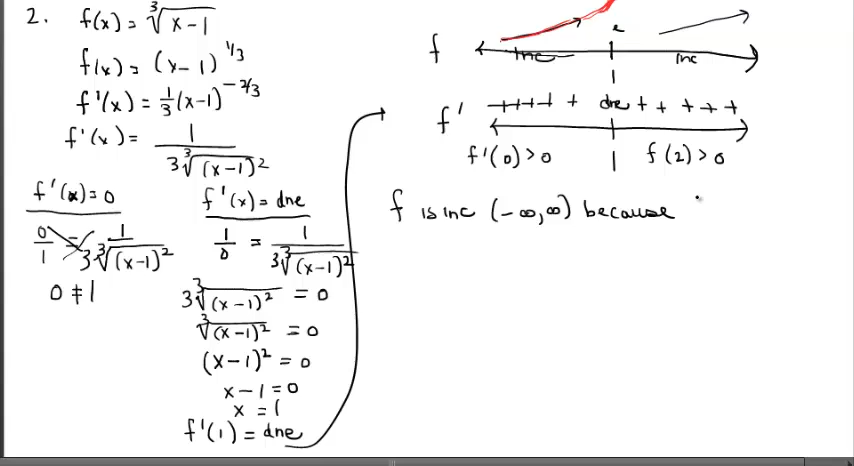 2. f(x) = ∛(x-1)
f(x) = (x-1)^1/3
f'(x) = 1/3 (x-1)^-2/3
f'(x) = 1/(3∛(x-1)²)
f'(x)=0
0/1 = 1/(3∛(x-1)²)
0 ≠ 1
f'(x) = dne
1/0 = 1/(3∛(x-1)²)
3∛(x-1)² = 0
∛(x-1)² = 0
(x-1)² = 0
x-1=0
x = 1
f'(1) = dne
f inc inc
f' + + + + + dne + + + + +
f'(0) > 0 f(2) > 0
f is inc (-∞,∞) because